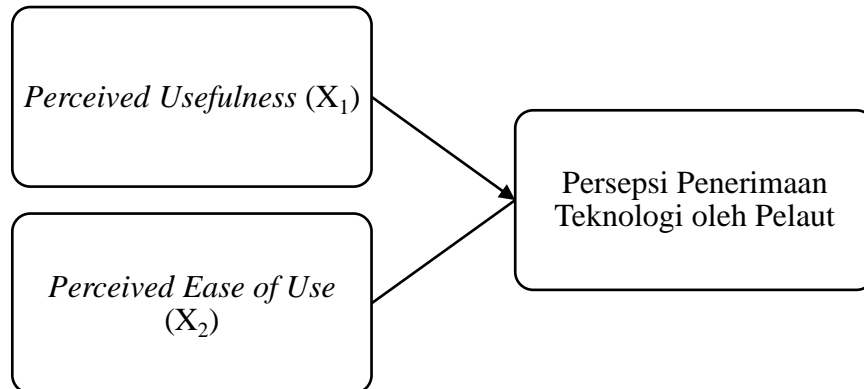 Perceived Usefulness (X₁)
Persepsi Penerimaan
Teknologi oleh Pelaut
Perceived Ease of Use
(X₂)